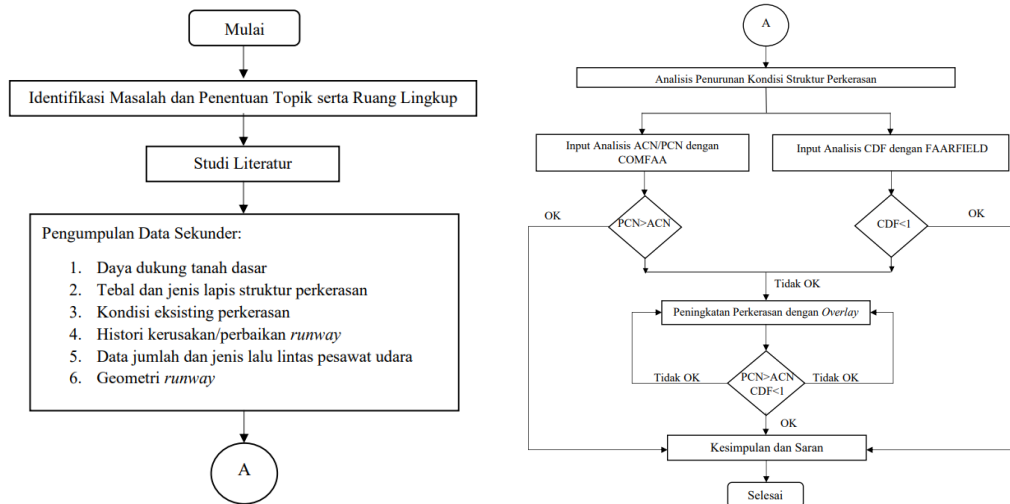 Mulai
Identifikasi Masalah dan Penentuan Topik serta Ruang Lingkup
Studi Literatur
Pengumpulan Data Sekunder:
1. Daya dukung tanah dasar
2. Tebal dan jenis lapis struktur perkerasan
3. Kondisi eksisting perkerasan
4. Histori kerusakan/perbaikan runway
5. Data jumlah dan jenis lalu lintas pesawat udara
6. Geometri runway
A
A
Analisis Penurunan Kondisi Struktur Perkerasan
Input Analisis ACN/PCN dengan
COMFAA
Input Analisis CDF dengan FAARFIELD
OK
PCN>ACN
CDF<1
OK
Tidak OK
Peningkatan Perkerasan dengan Overlay
Tidak OK
PCN>ACN
CDF<1
Tidak OK
OK
Kesimpulan dan Saran
Selesai